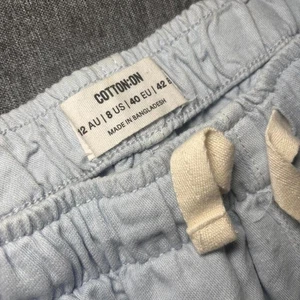 COTTON:ON
12 AU | 8 US | 40 EU | 42
MADE IN BANGLADESH